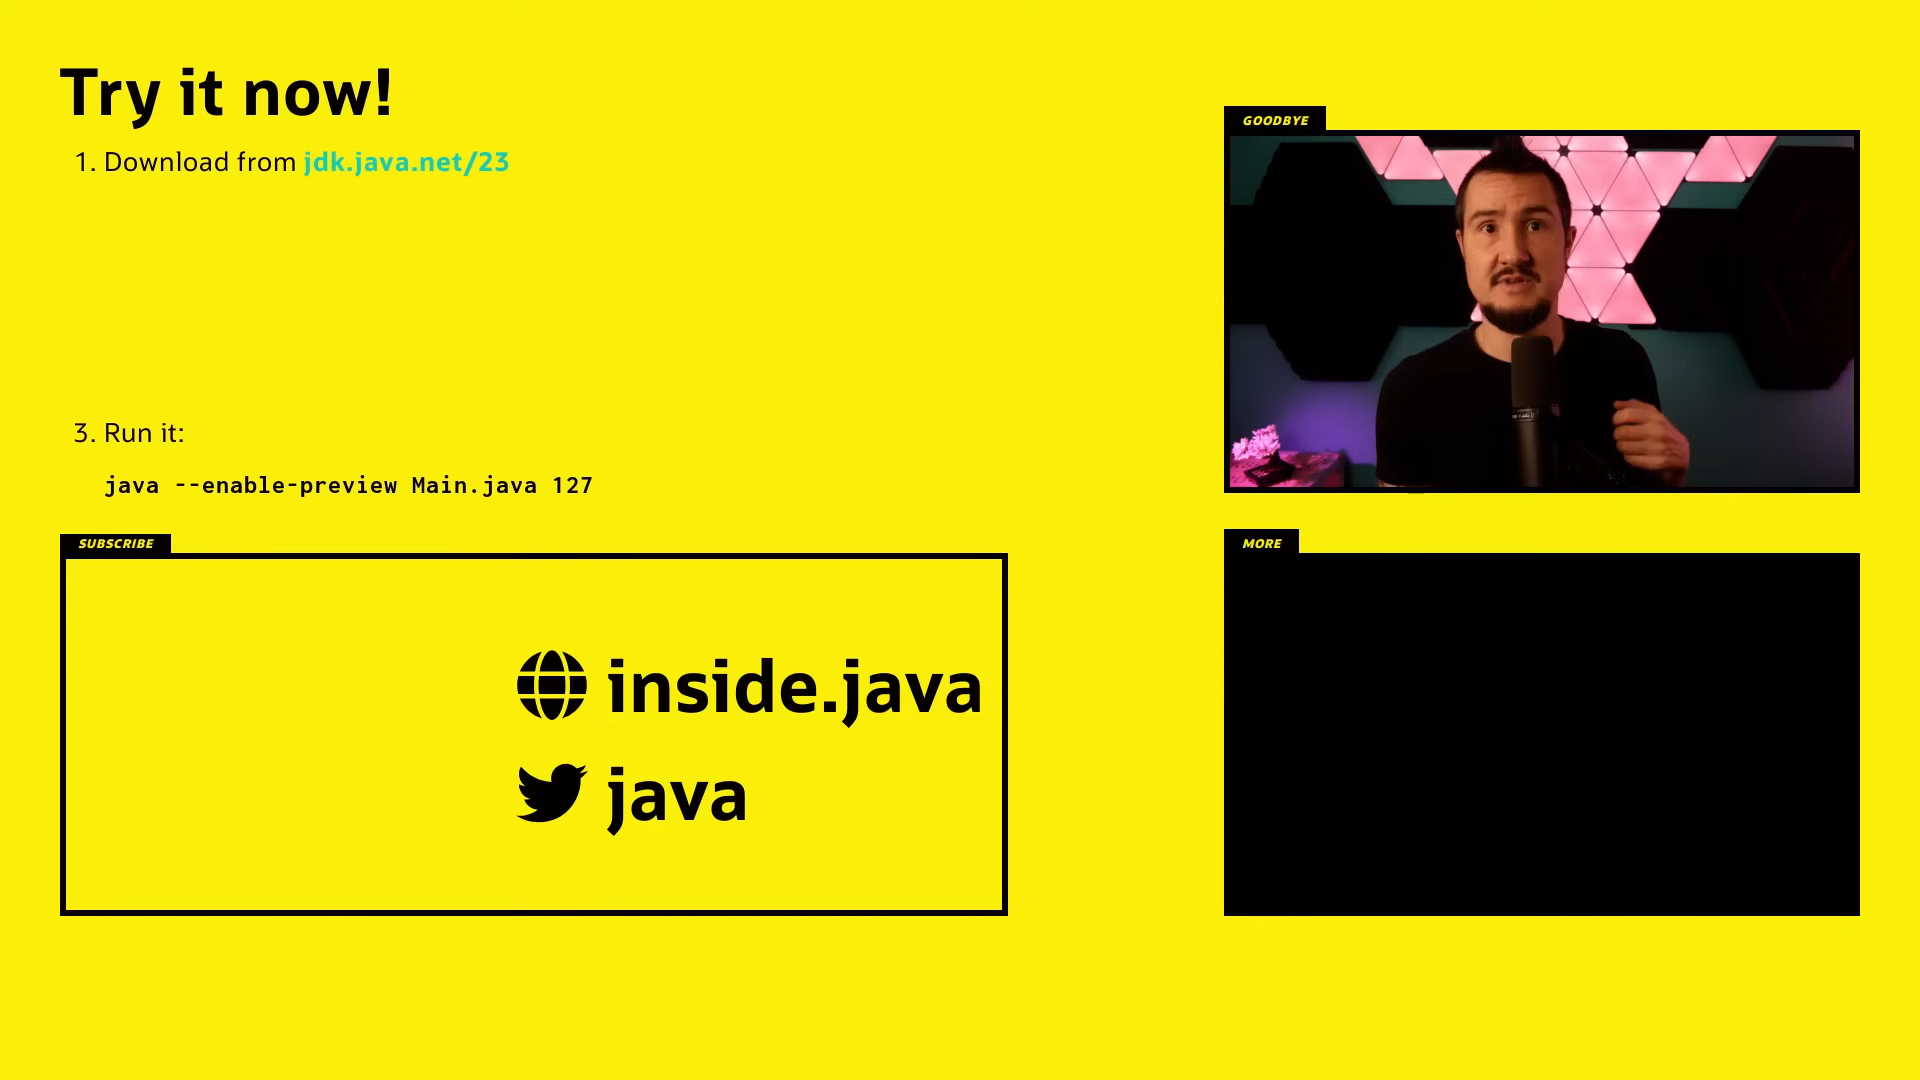 Try it now!
1. Download from jdk.java.net/23
3. Run it:
java --enable-preview Main.java 127
SUBSCRIBE
inside.java
java
GOODBYE
MORE